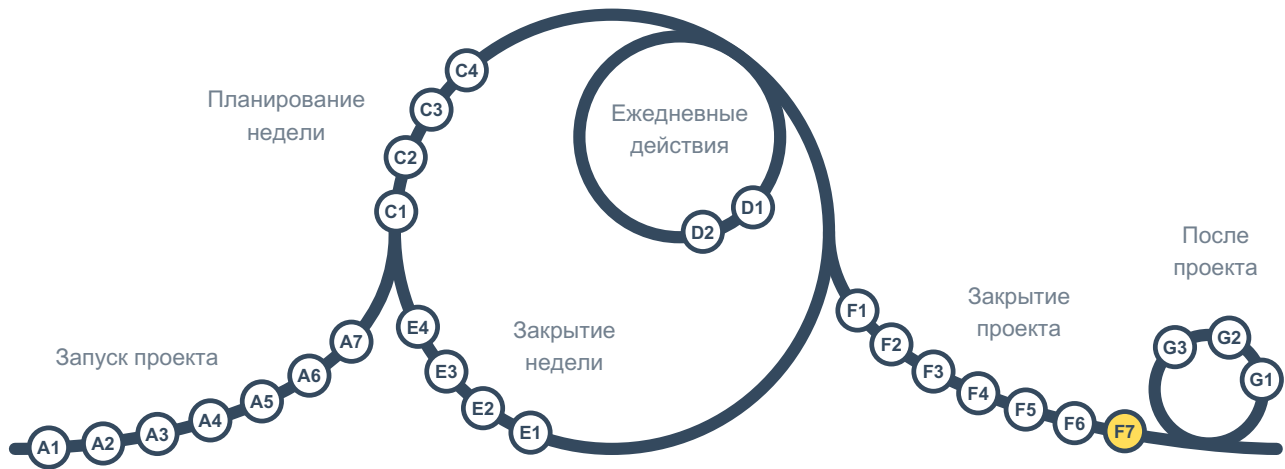 Запуск проекта
A1
A2
A3
A4
A5
A6
A7
Планирование
недели
C1
C2
C3
C4
Ежедневные
действия
D1
D2
Закрытие
недели
E1
E2
E3
E4
Закрытие
проекта
F1
F2
F3
F4
F5
F6
F7
После
проекта
G1
G2
G3